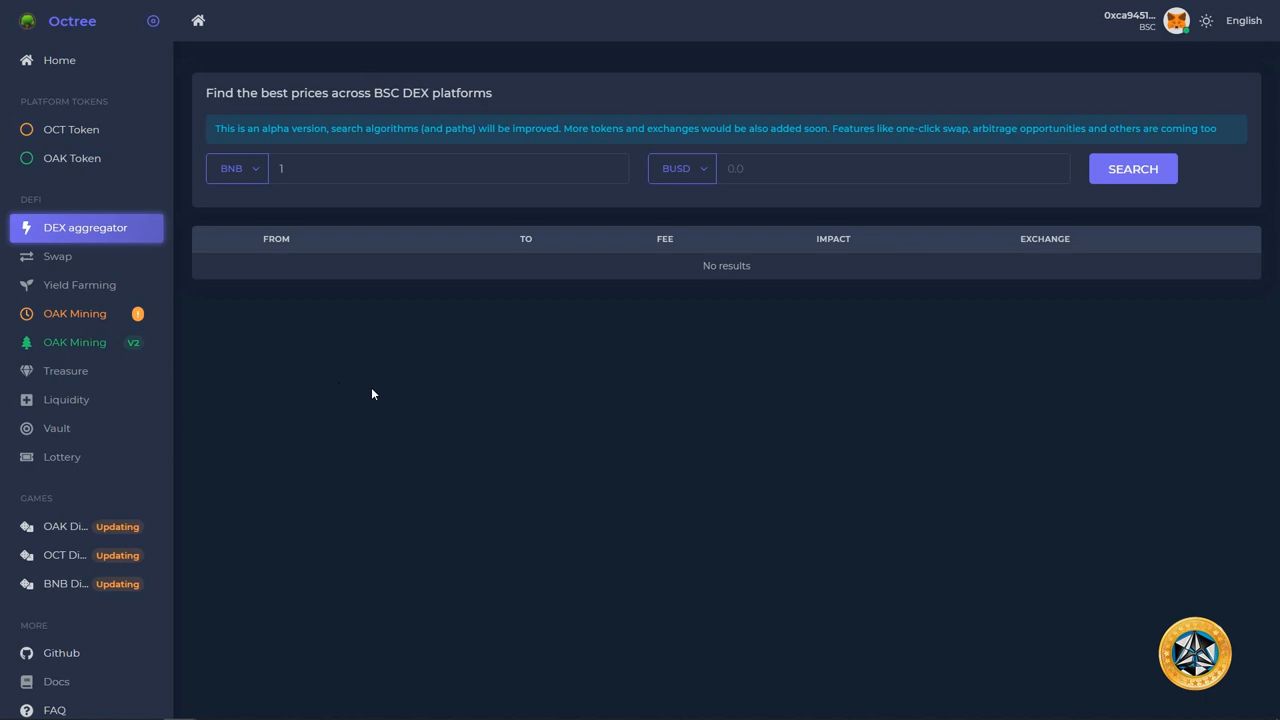 Octree
0xca9451...
BSC
English
Home
PLATFORM TOKENS
OCT Token
OAK Token
DEFI
DEX aggregator
Swap
Yield Farming
OAK Mining !
OAK Mining V2
Treasure
Liquidity
Vault
Lottery
GAMES
OAK Di... Updating
OCT Di... Updating
BNB Di... Updating
MORE
Github
Docs
FAQ
Find the best prices across BSC DEX platforms
This is an alpha version, search algorithms (and paths) will be improved. More tokens and exchanges would be also added soon. Features like one-click swap, arbitrage opportunities and others are coming too
BNB 1 BUSD 0.0 SEARCH
FROM TO FEE IMPACT EXCHANGE
No results